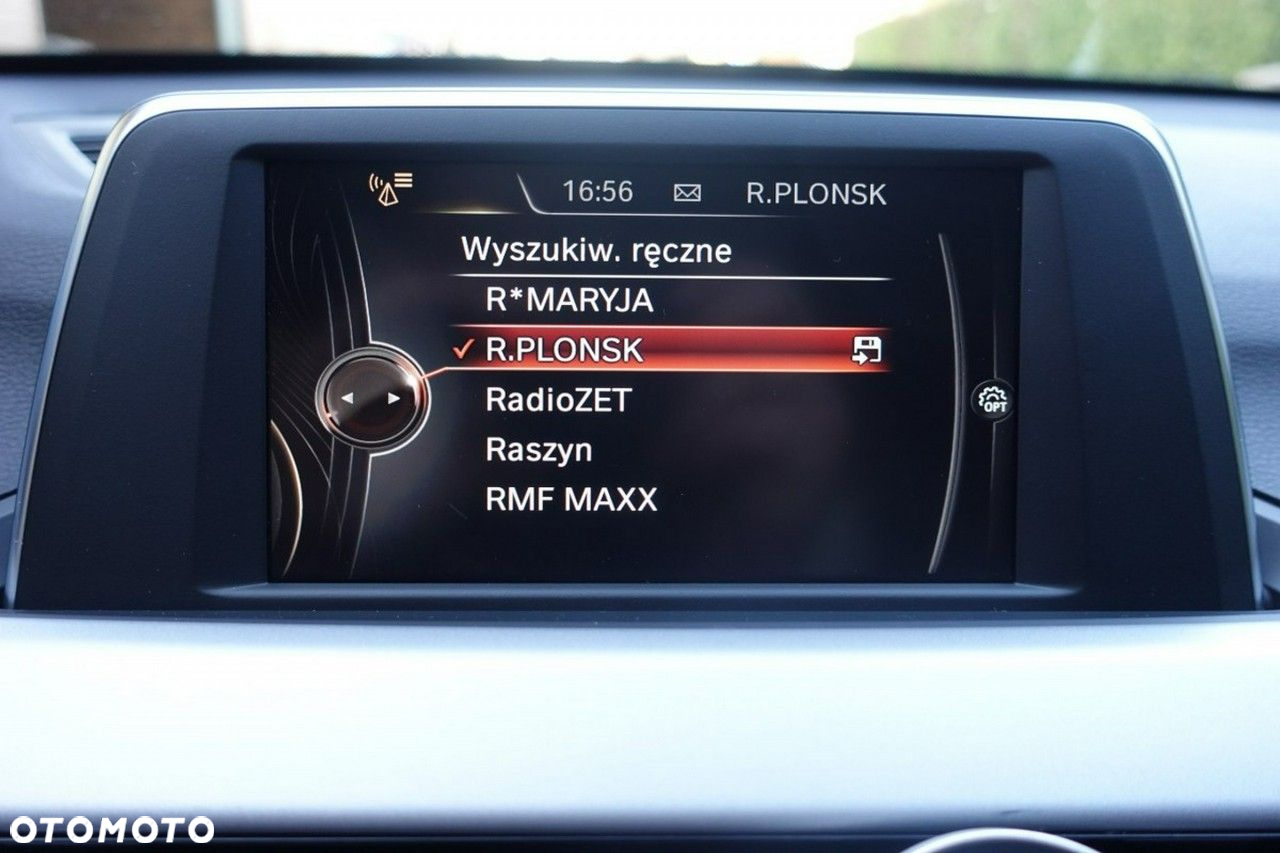 16:56 R.PLONSK
Wyszukiw. ręczne
R*MARYJA
R.PLONSK
RadioZET
Raszyn
RMF MAXX
OPT
OTOMOTO